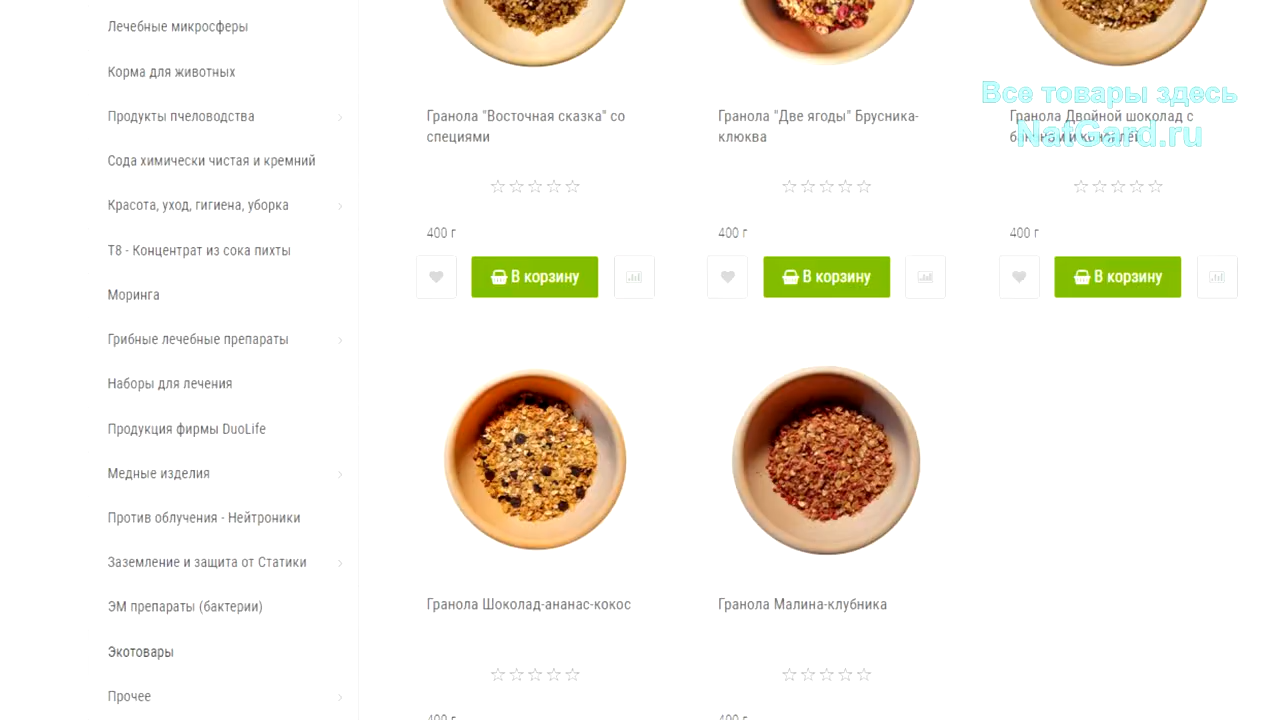 Лечебные микросферы
Корма для животных
Продукты пчеловодства
Сода химически чистая и кремний
Красота, уход, гигиена, уборка
Т8 - Концентрат из сока пихты
Моринга
Грибные лечебные препараты
Наборы для лечения
Продукция фирмы DuoLife
Медные изделия
Против облучения - Нейтроники
Заземление и защита от Статики
ЭМ препараты (бактерии)
Экотовары
Прочее
Все товары здесь
NatGard.ru
Гранола "Восточная сказка" со
специями
400 г
В корзину
Гранола "Две ягоды" Брусника-
клюква
400 г
В корзину
Гранола Двойной шоколад с
400 г
В корзину
Гранола Шоколад-ананас-кокос
400 г
Гранола Малина-клубника
400 г